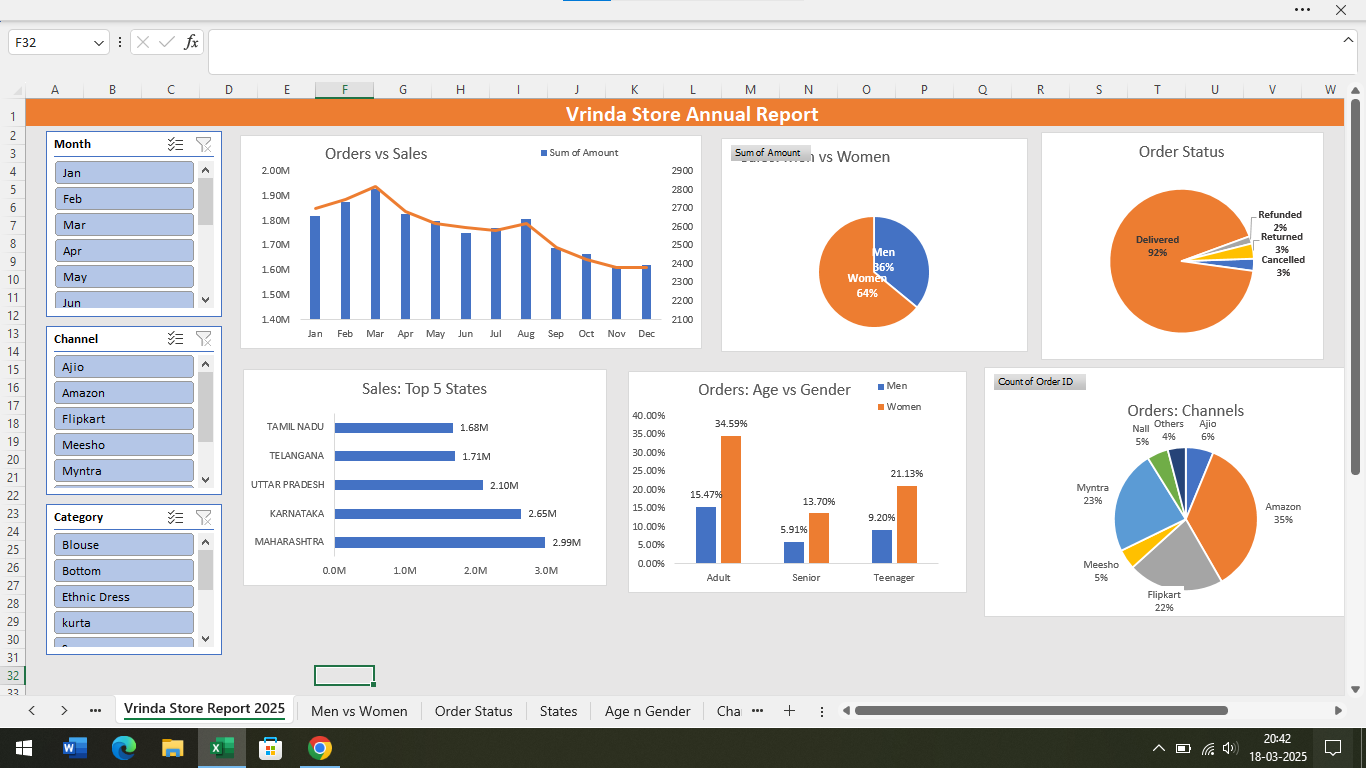 F32
fx
A B C D E F G H I J K L M N O P Q R S T U V W
1
2
3
4
5
6
7
8
9
10
11
12
13
14
15
16
17
18
19
20
21
22
23
24
25
26
27
28
29
30
31
32
33
Vrinda Store Annual Report
Month
Jan
Feb
Mar
Apr
May
Jun
Channel
Ajio
Amazon
Flipkart
Meesho
Myntra
Category
Blouse
Bottom
Ethnic Dress
kurta
Orders vs Sales
Sum of Amount
2.00M
1.90M
1.80M
1.70M
1.60M
1.50M
1.40M
2900
2800
2700
2600
2500
2400
2300
2200
2100
Jan Feb Mar Apr May Jun Jul Aug Sep Oct Nov Dec
Sum of Amount
vs Women
Men
36%
Women
64%
Order Status
Delivered
92%
Refunded
2%
Returned
3%
Cancelled
3%
Sales: Top 5 States
TAMIL NADU 1.68M
TELANGANA 1.71M
UTTAR PRADESH 2.10M
KARNATAKA 2.65M
MAHARASHTRA 2.99M
0.0M 1.0M 2.0M 3.0M
Orders: Age vs Gender
Men
Women
40.00%
35.00%
30.00%
25.00%
20.00%
15.00%
10.00%
5.00%
0.00%
15.47%
34.59%
5.91%
13.70%
9.20%
21.13%
Adult Senior Teenager
Count of Order ID
Orders: Channels
Nall
5%
Others
4%
Ajio
6%
Myntra
23%
Amazon
35%
Meesho
5%
Flipkart
22%
Vrinda Store Report 2025 Men vs Women Order Status States Age n Gender Cha
20:42
18-03-2025